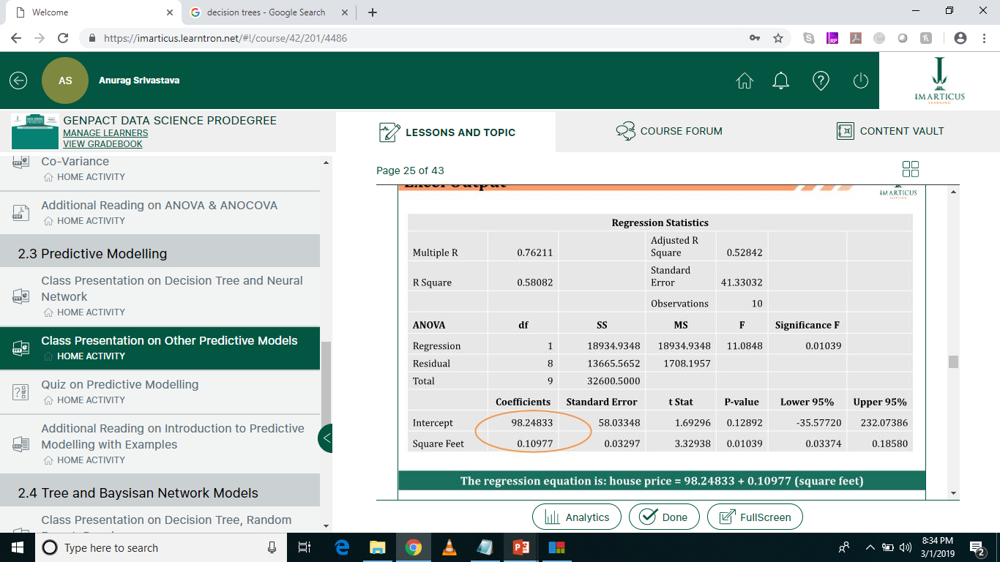 Welcome
decision trees - Google Search
https://imarticus.learntron.net/#!/course/42/201/4486
AS
Anurag Srivastava
IMARTICUS
LEARNING
GENPACT DATA SCIENCE PRODEGREE
MANAGE LEARNERS
VIEW GRADEBOOK
LESSONS AND TOPIC
COURSE FORUM
CONTENT VAULT
Co-Variance
HOME ACTIVITY
Additional Reading on ANOVA & ANOCOVA
HOME ACTIVITY
2.3 Predictive Modelling
Class Presentation on Decision Tree and Neural
Network
HOME ACTIVITY
Class Presentation on Other Predictive Models
HOME ACTIVITY
Quiz on Predictive Modelling
HOME ACTIVITY
Additional Reading on Introduction to Predictive
Modelling with Examples
HOME ACTIVITY
2.4 Tree and Baysisan Network Models
Class Presentation on Decision Tree, Random
Page 25 of 43
Excel Output
IMARTICUS
Regression Statistics
Multiple R 0.76211 Adjusted R Square 0.52842
R Square 0.58082 Standard Error 41.33032
Observations 10
ANOVA df SS MS F Significance F
Regression 1 18934.9348 18934.9348 11.0848 0.01039
Residual 8 13665.5652 1708.1957
Total 9 32600.5000
Coefficients Standard Error t Stat P-value Lower 95% Upper 95%
Intercept 98.24833 58.03348 1.69296 0.12892 -35.57720 232.07386
Square Feet 0.10977 0.03297 3.32938 0.01039 0.03374 0.18580
The regression equation is: house price = 98.24833 + 0.10977 (square feet)
Analytics
Done
FullScreen
Type here to search
8:34 PM
3/1/2019
2